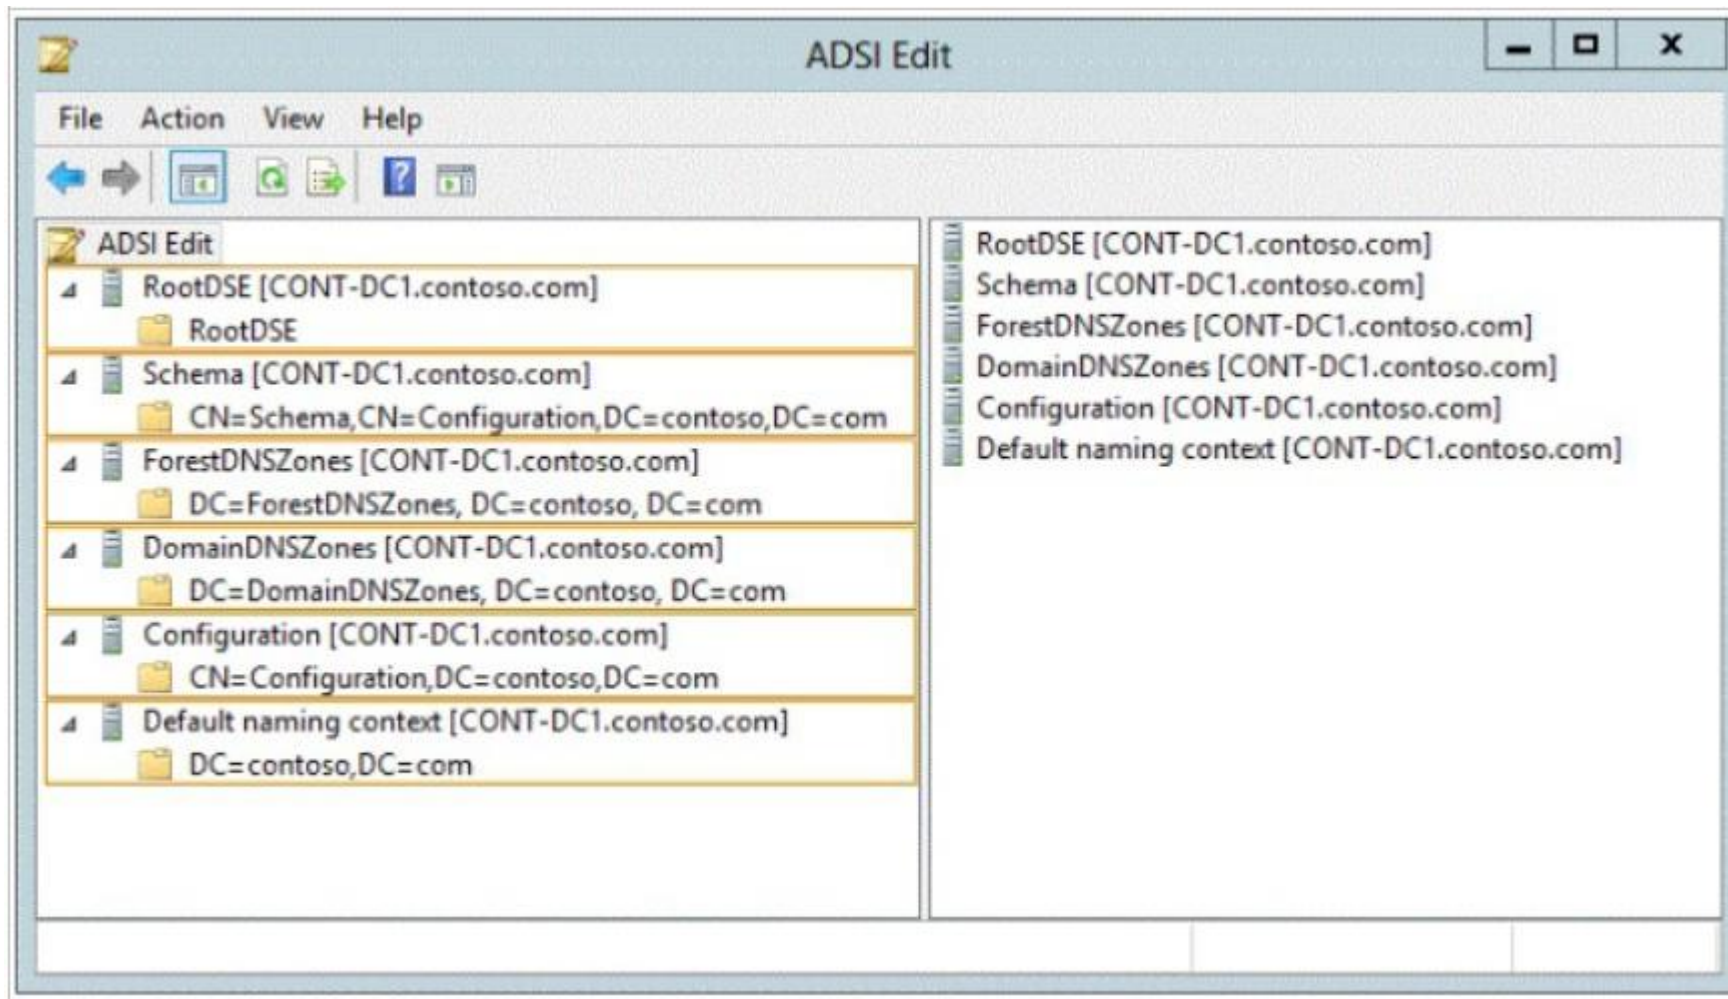 ADSI Edit
File Action View Help
ADSI Edit
RootDSE [CONT-DC1.contoso.com]
RootDSE
Schema [CONT-DC1.contoso.com]
CN=Schema,CN=Configuration,DC=contoso,DC=com
ForestDNSZones [CONT-DC1.contoso.com]
DC=ForestDNSZones, DC=contoso, DC=com
DomainDNSZones [CONT-DC1.contoso.com]
DC=DomainDNSZones, DC=contoso, DC=com
Configuration [CONT-DC1.contoso.com]
CN=Configuration,DC=contoso,DC=com
Default naming context [CONT-DC1.contoso.com]
DC=contoso,DC=com
RootDSE [CONT-DC1.contoso.com]
Schema [CONT-DC1.contoso.com]
ForestDNSZones [CONT-DC1.contoso.com]
DomainDNSZones [CONT-DC1.contoso.com]
Configuration [CONT-DC1.contoso.com]
Default naming context [CONT-DC1.contoso.com]